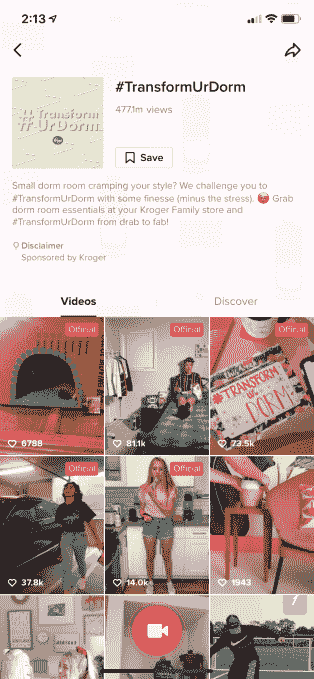 2:13
#TransformUrDorm
# Transform
#UrDorm
477.1m views
Save
Small dorm room cramping your style? We challenge you to
#TransformUrDorm with some finesse (minus the stress). Grab
dorm room essentials at your Kroger Family store and
#TransformUrDorm from drab to fab!
Disclaimer
Sponsored by Kroger
Videos
Discover
Official
Official
Official
#TRANSFORM
UR
DORM
6788
81.1k
73.5k
Official
Official
37.8k
14.0k
1943